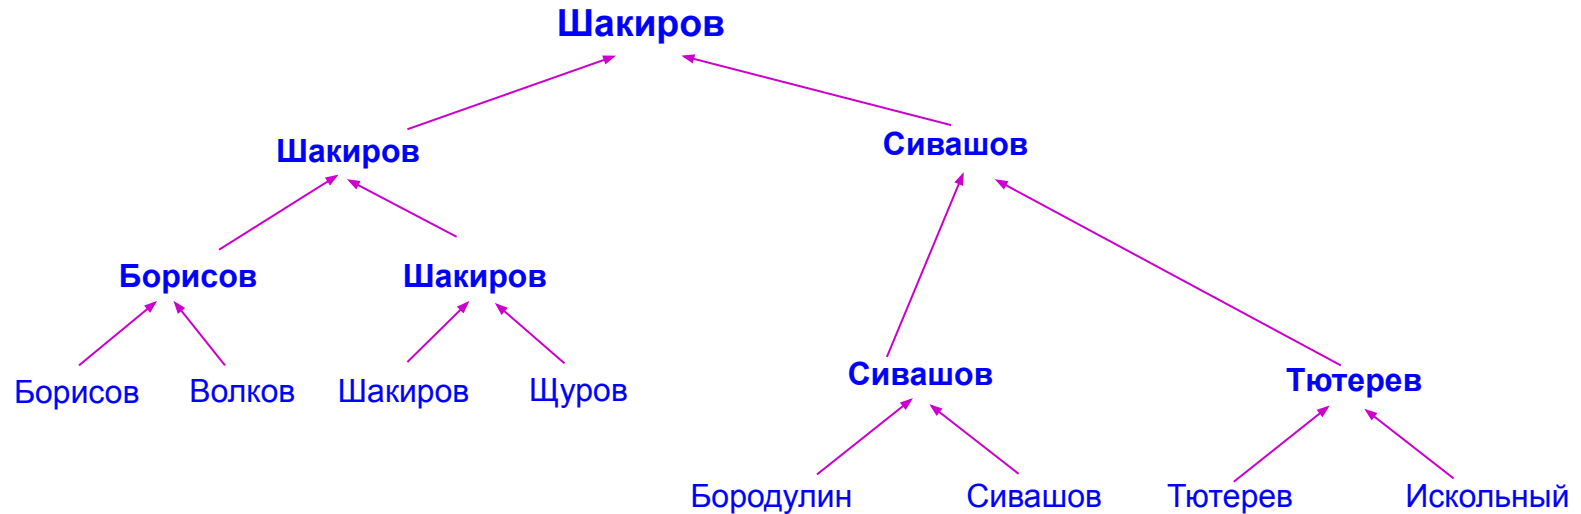 Шакиров
Шакиров
Сивашов
Борисов
Шакиров
Сивашов
Тютерев
Борисов
Волков
Шакиров
Щуров
Бородулин
Сивашов
Тютерев
Искольный